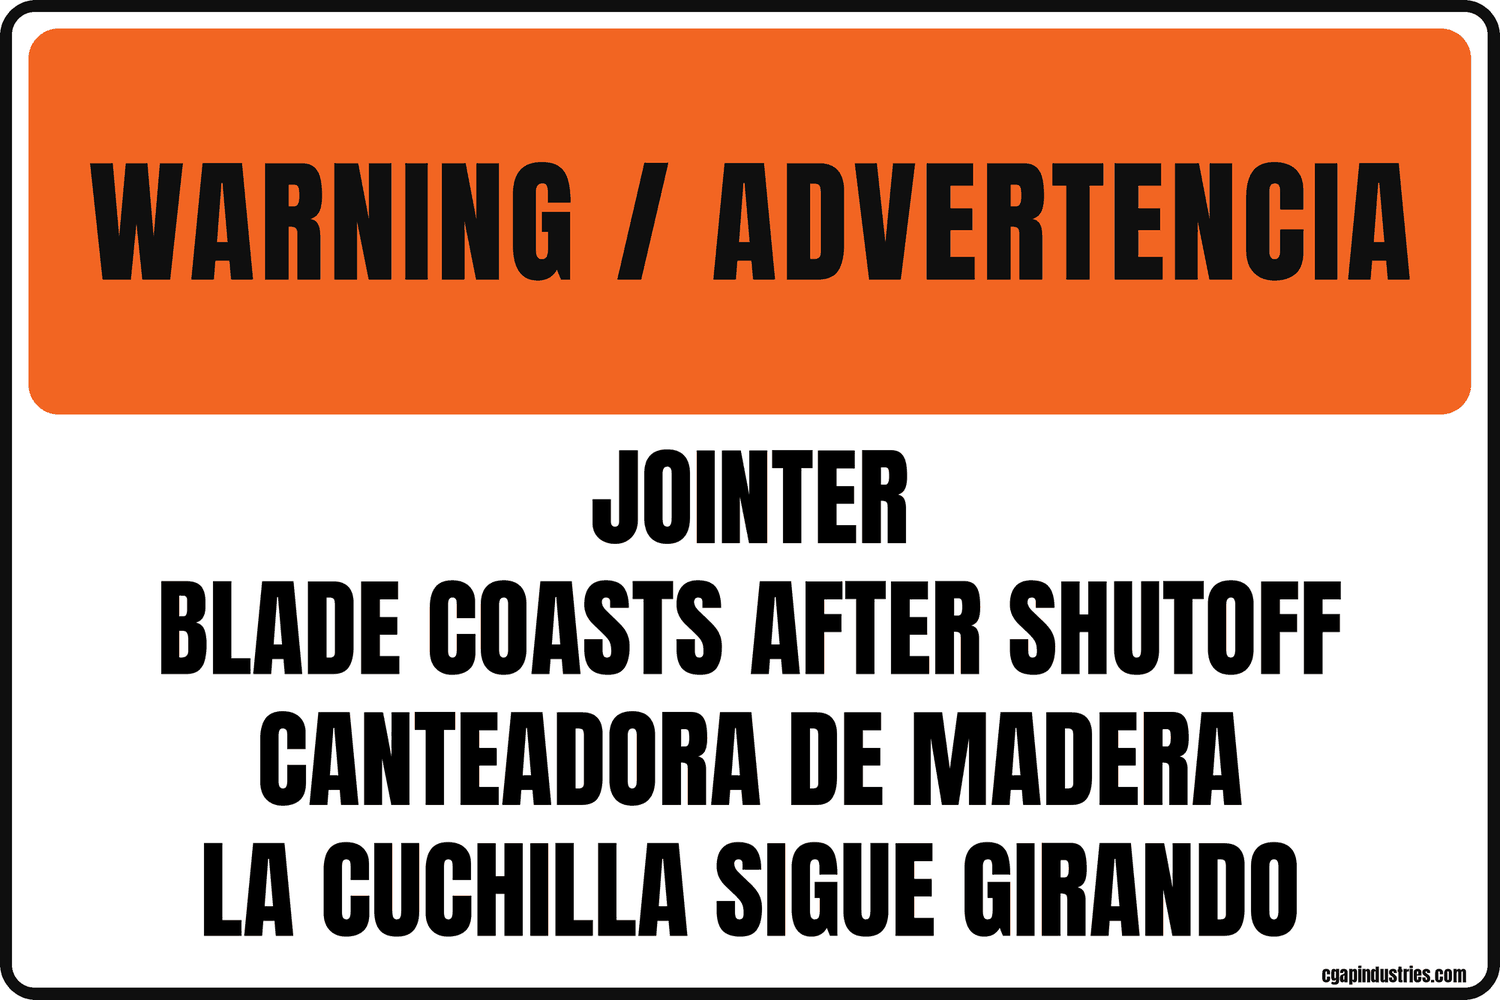 WARNING / ADVERTENCIA
JOINTER
BLADE COASTS AFTER SHUTOFF
CANTEADORA DE MADERA
LA CUCHILLA SIGUE GIRANDO
cgapindustries.com